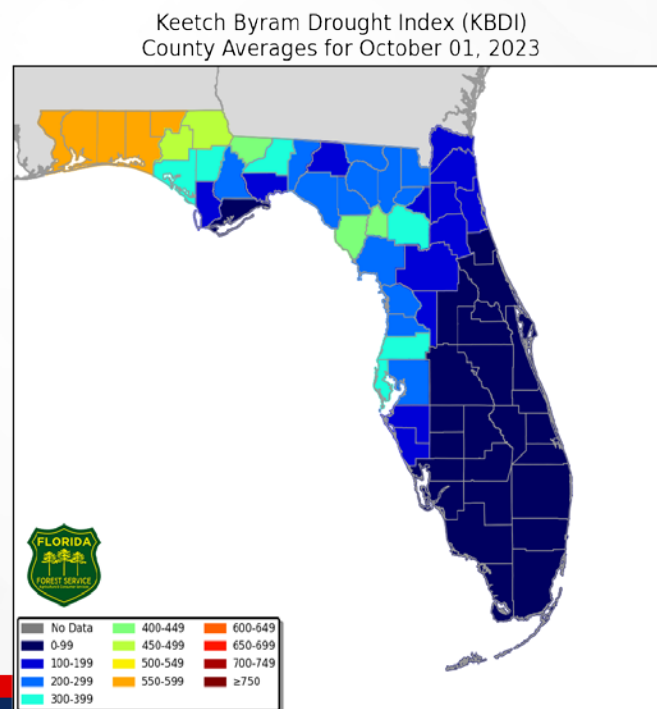 Keetch Byram Drought Index (KBDI)
County Averages for October 01, 2023
FLORIDA
FOREST SERVICE
No Data
0-99
100-199
200-299
300-399
400-449
450-499
500-549
550-599
600-649
650-699
700-749
≥750